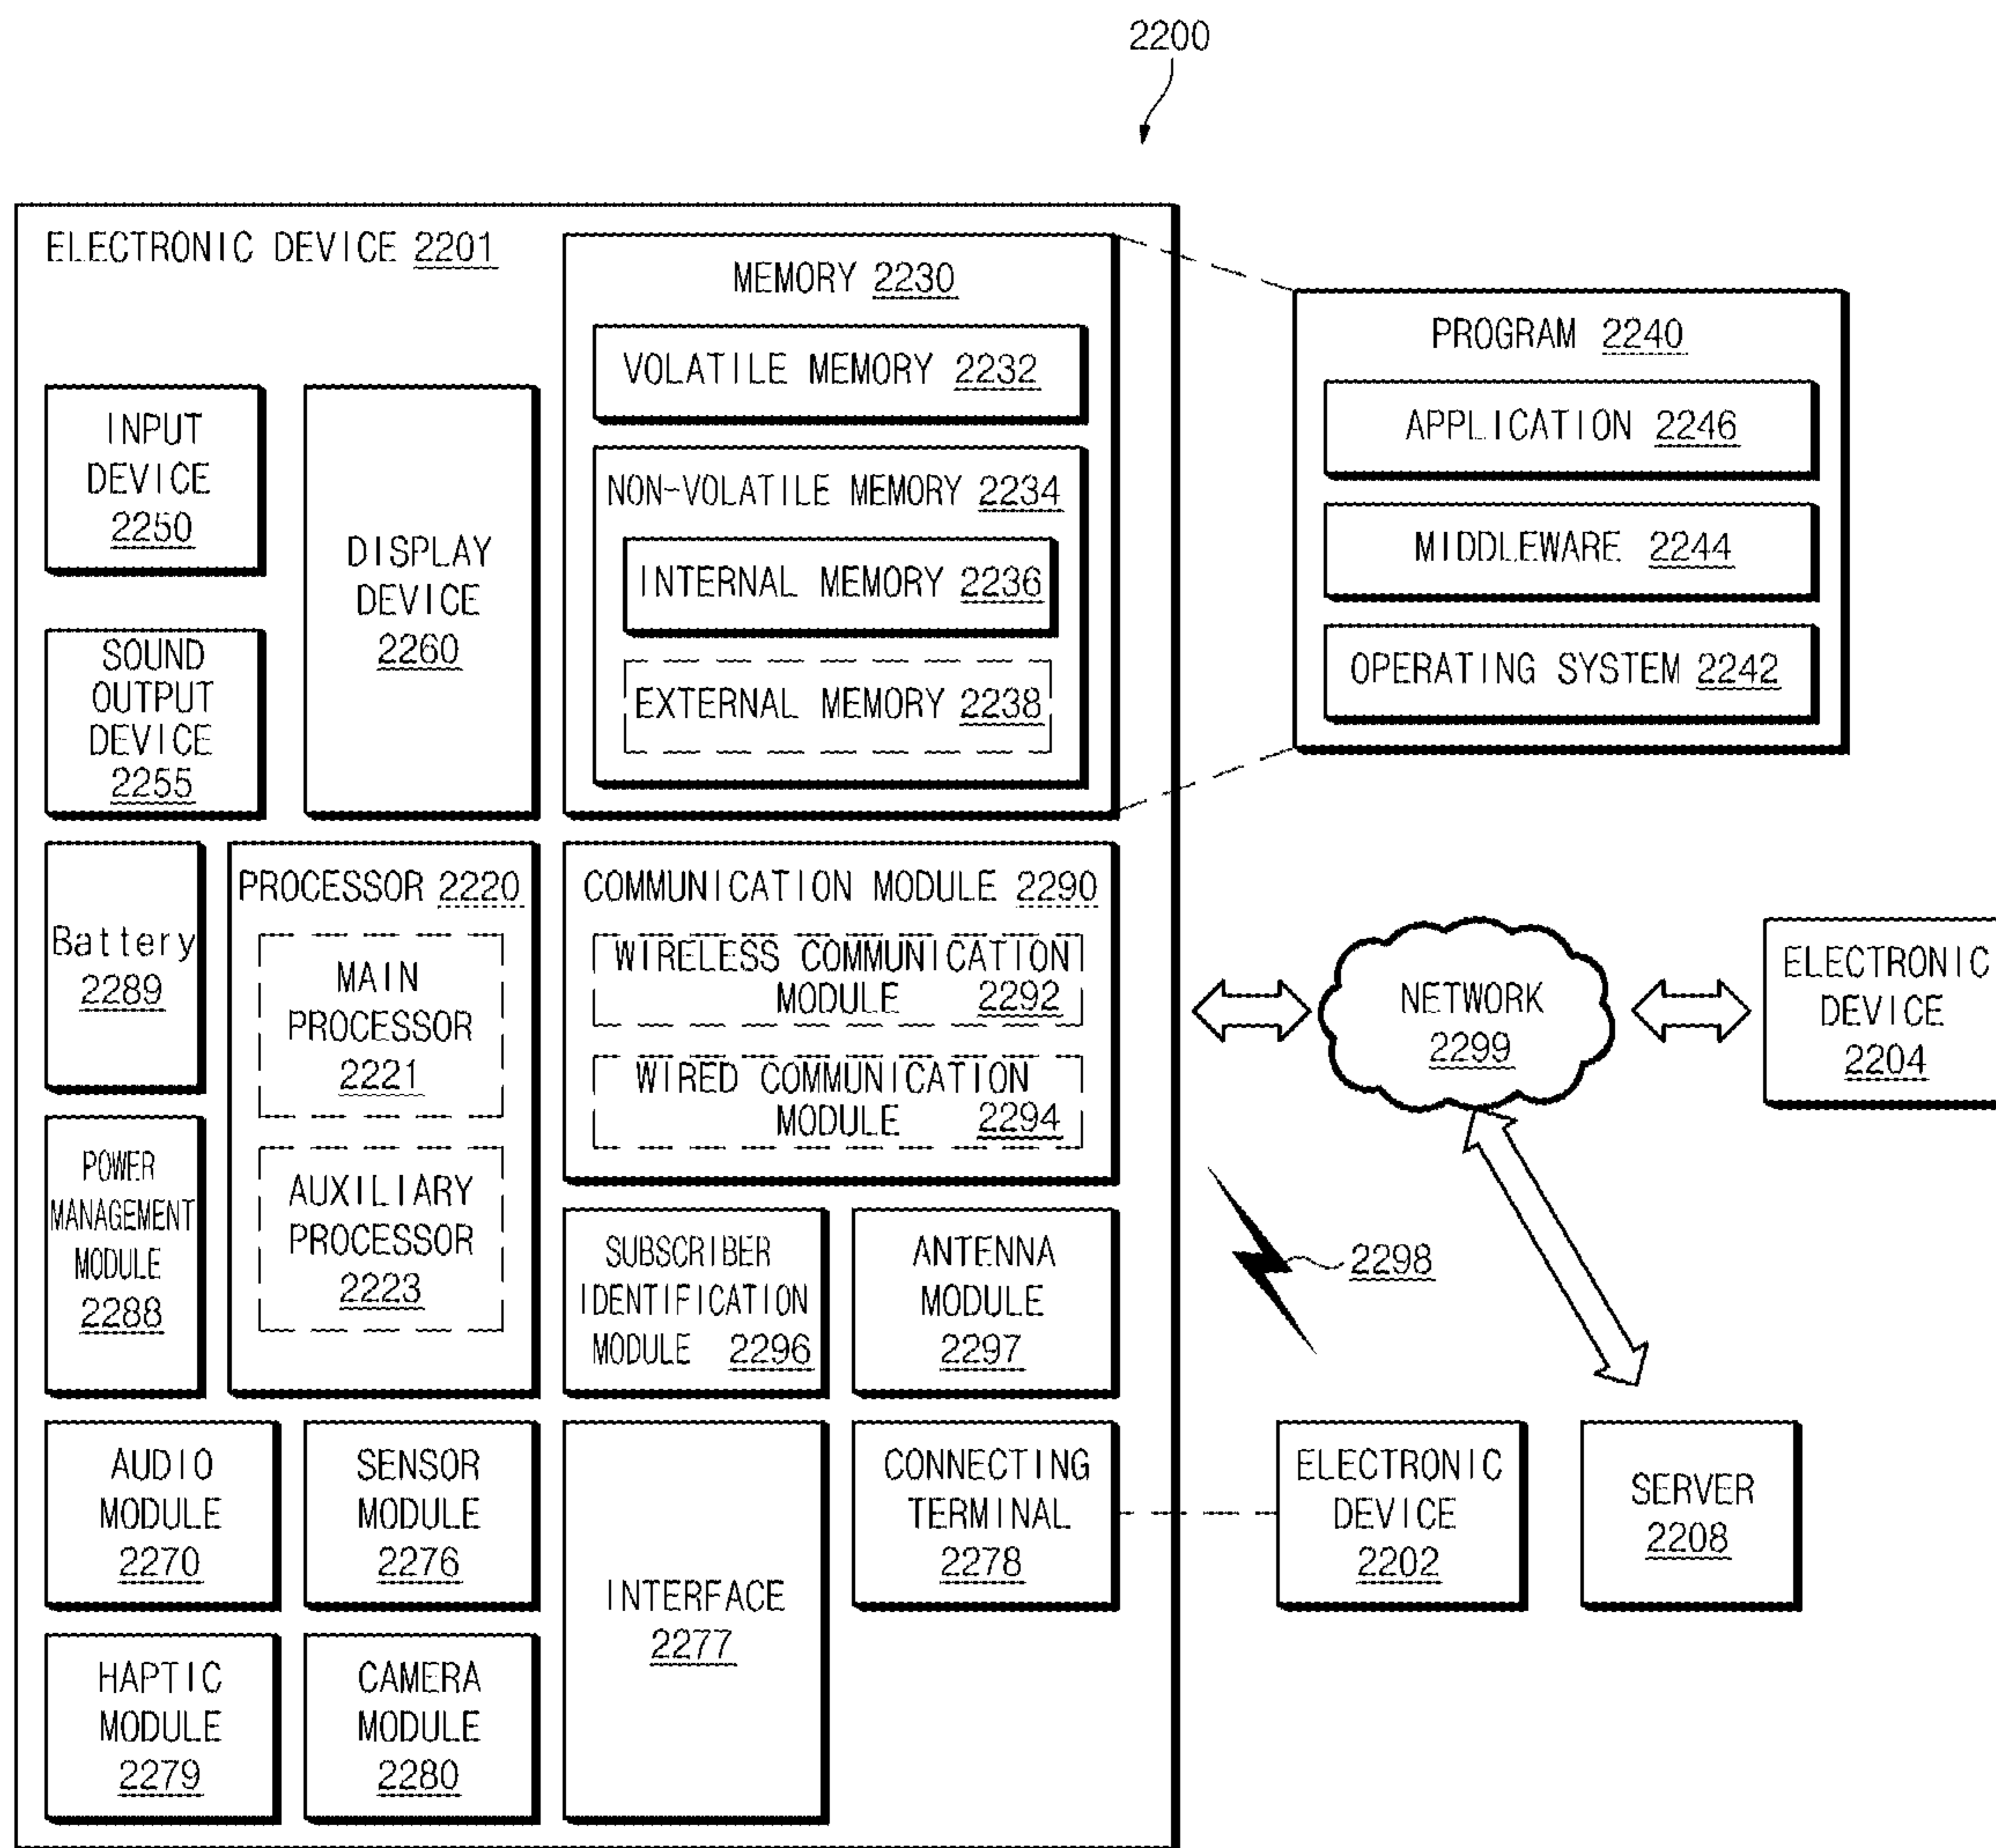 2200
ELECTRONIC DEVICE 2201
MEMORY 2230
VOLATILE MEMORY 2232
NON-VOLATILE MEMORY 2234
INTERNAL MEMORY 2236
EXTERNAL MEMORY 2238
PROGRAM 2240
APPLICATION 2246
MIDDLEWARE 2244
OPERATING SYSTEM 2242
INPUT
DEVICE
2250
DISPLAY
DEVICE
2260
SOUND
OUTPUT
DEVICE
2255
Battery
2289
PROCESSOR 2220
MAIN
PROCESSOR
2221
AUXILIARY
PROCESSOR
2223
COMMUNICATION MODULE 2290
WIRELESS COMMUNICATION
MODULE 2292
WIRED COMMUNICATION
MODULE 2294
NETWORK
2299
ELECTRONIC
DEVICE
2204
POWER
MANAGEMENT
MODULE
2288
SUBSCRIBER
IDENTIFICATION
MODULE 2296
ANTENNA
MODULE
2297
2298
AUDIO
MODULE
2270
SENSOR
MODULE
2276
INTERFACE
2277
CONNECTING
TERMINAL
2278
ELECTRONIC
DEVICE
2202
SERVER
2208
HAPTIC
MODULE
2279
CAMERA
MODULE
2280